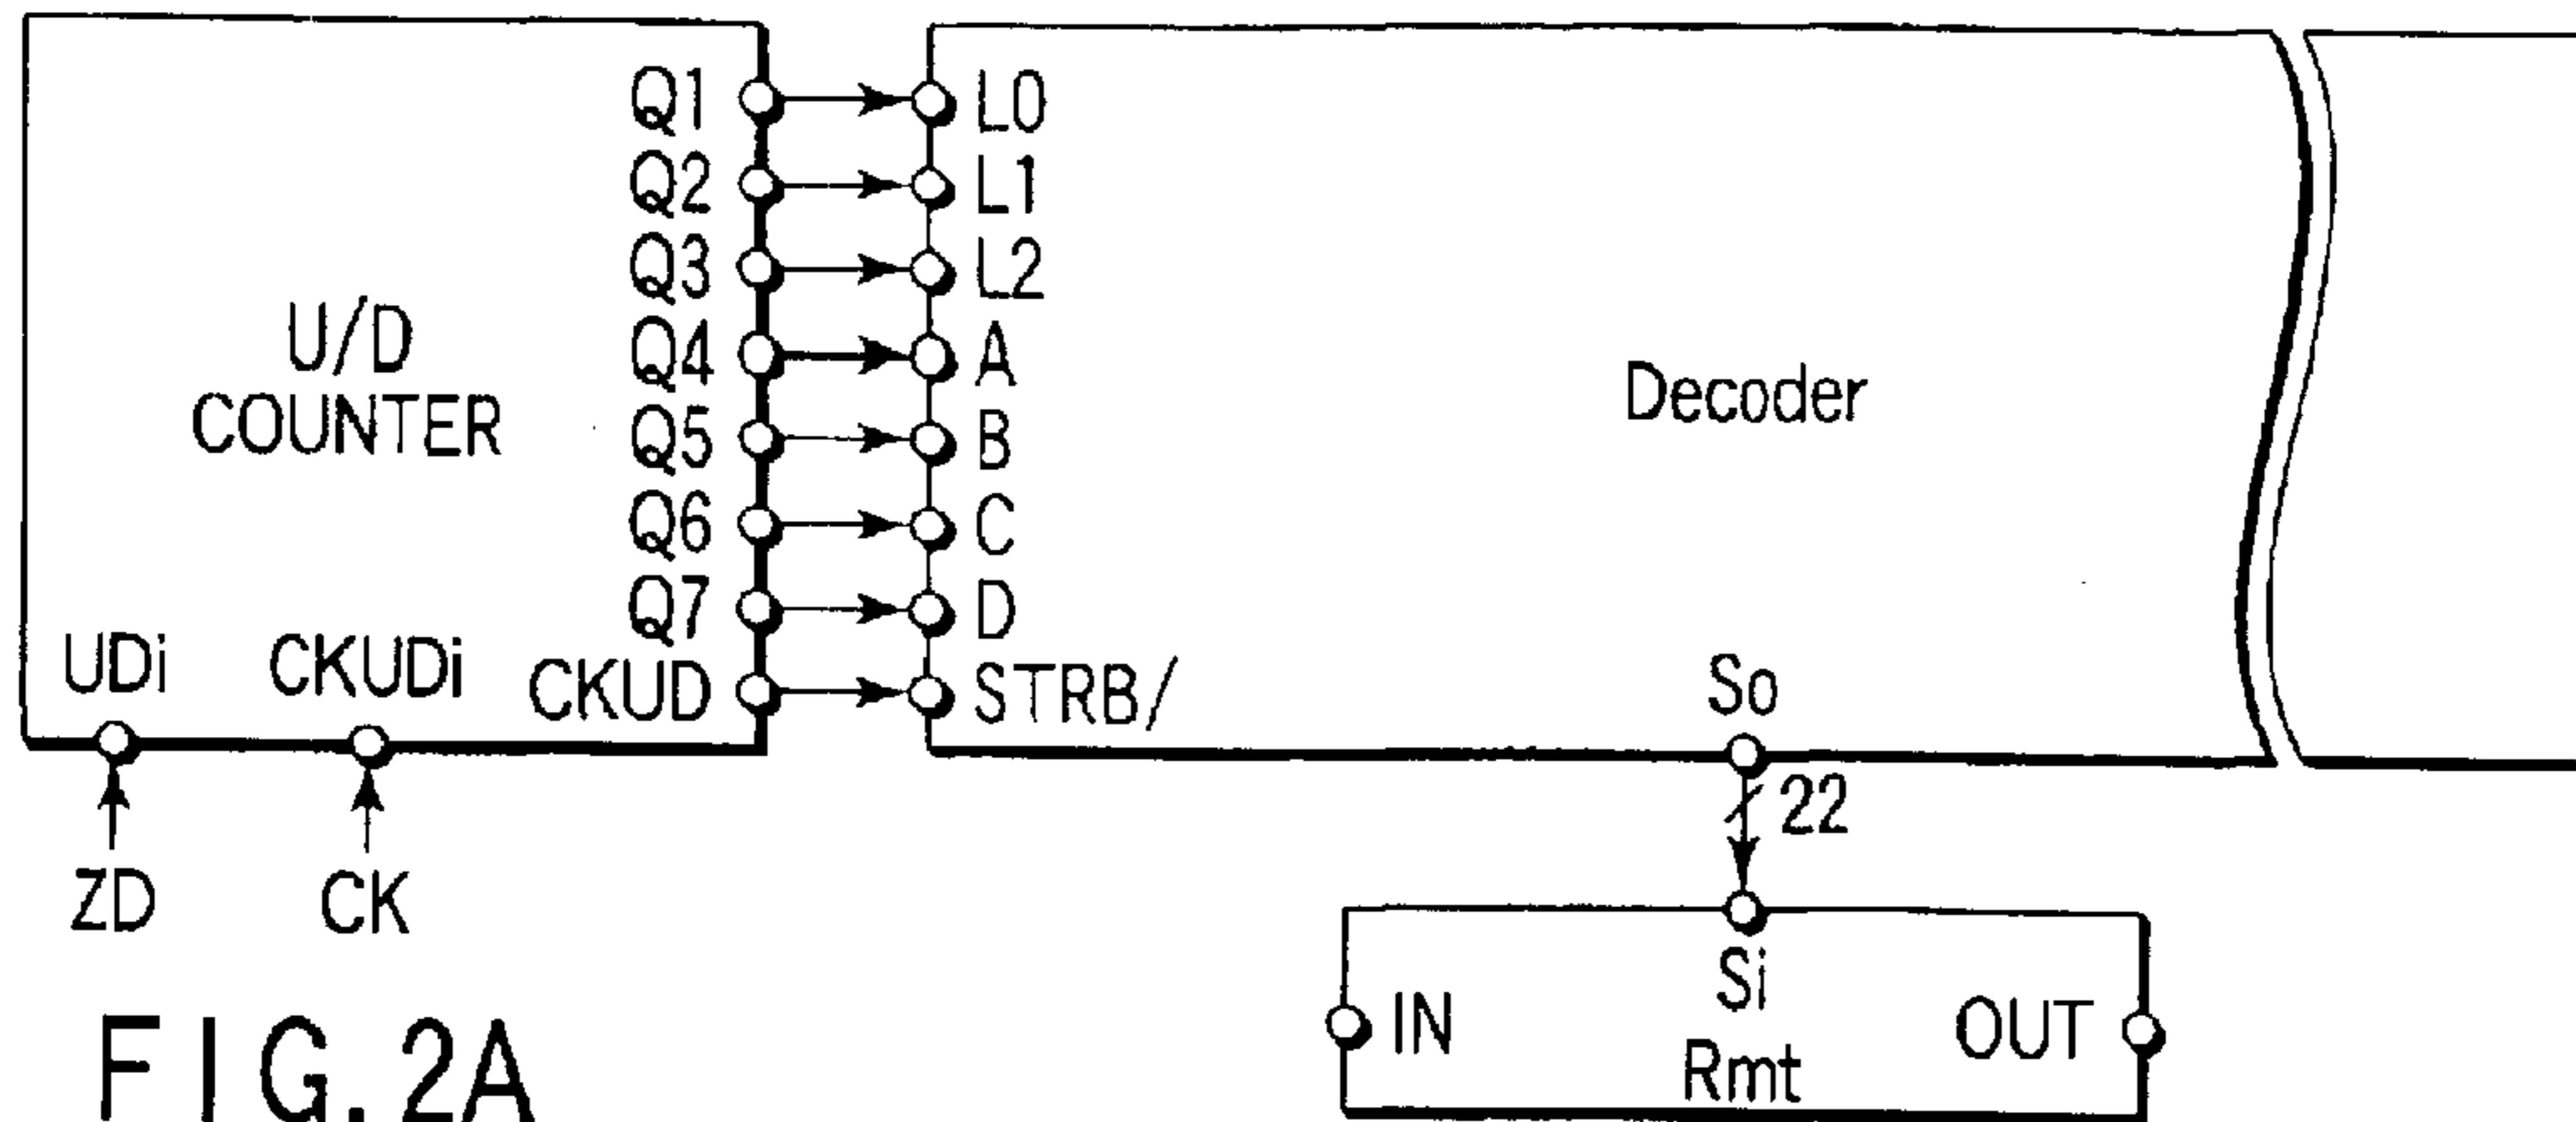 Q1 L0
Q2 L1
Q3 L2
U/D
COUNTER
Q4 A
Decoder
Q5 B
Q6 C
Q7 D
UDi CKUDi CKUD STRB/
So
22
ZD CK
Si
IN OUT
Rmt
FIG. 2A